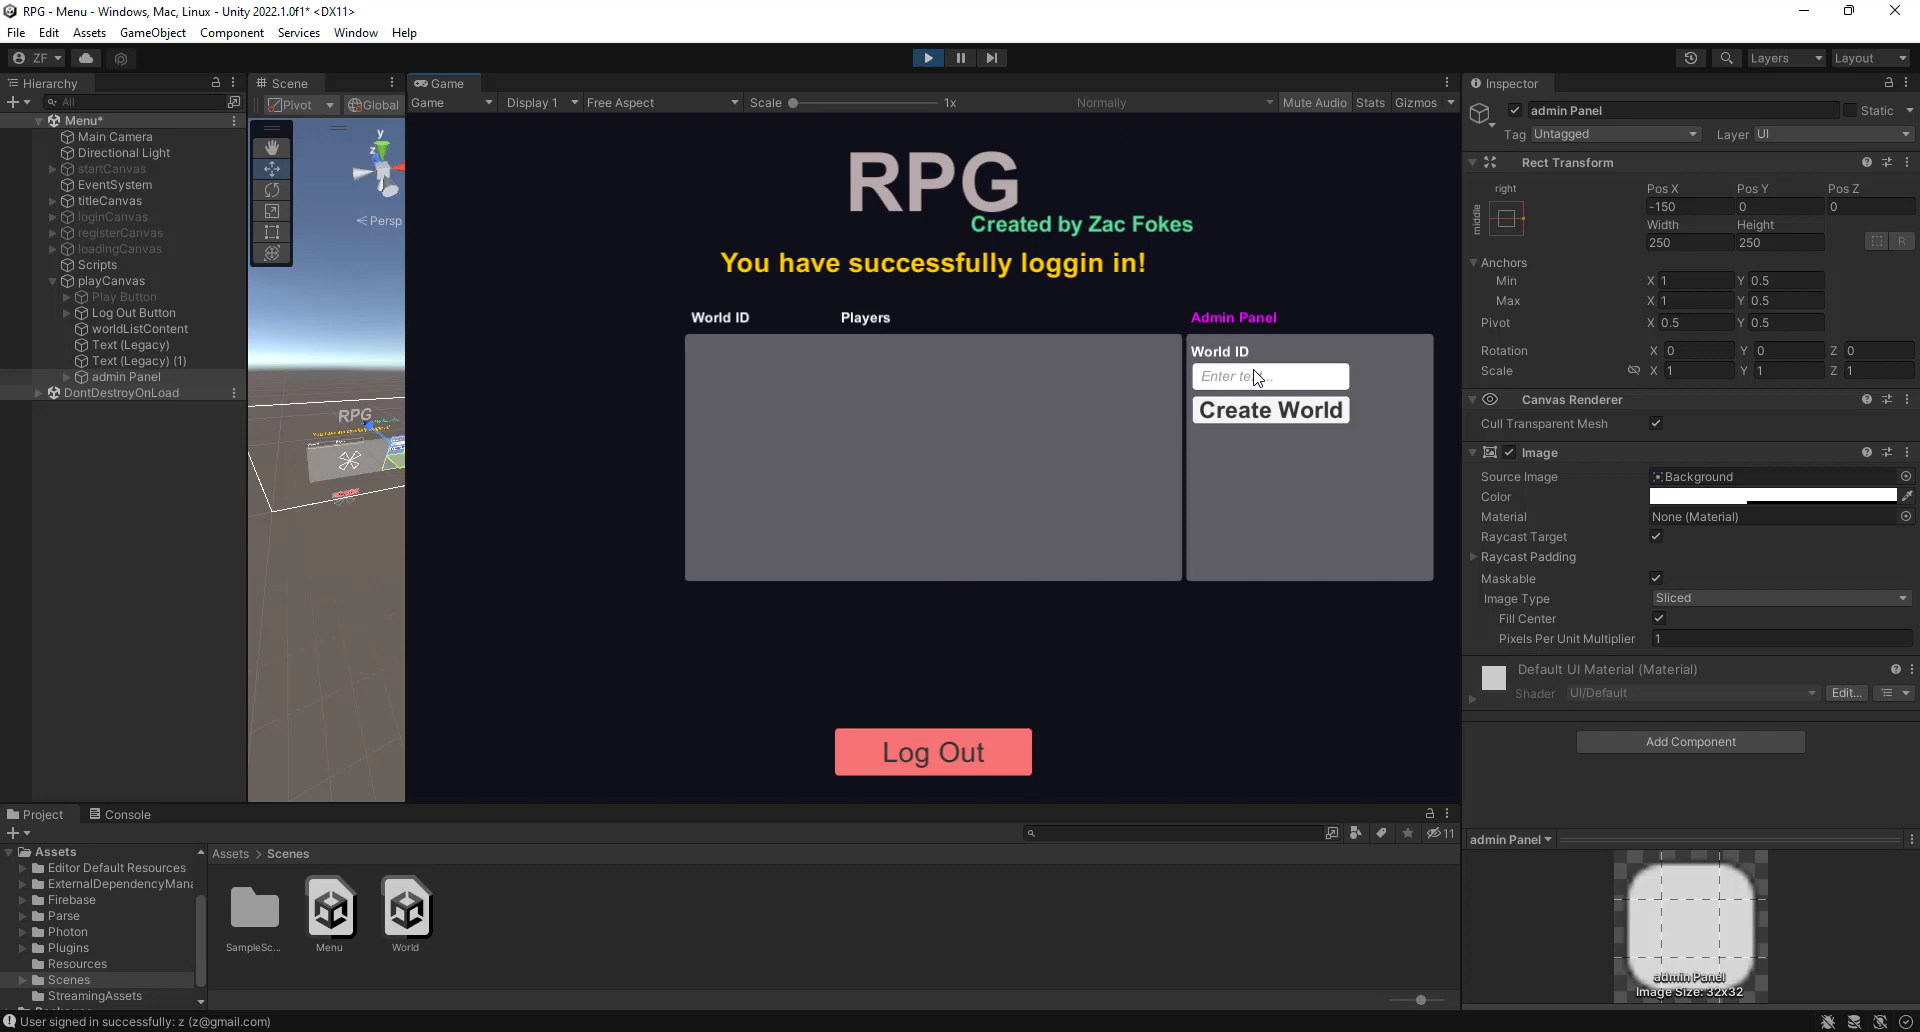 RPG - Menu - Windows, Mac, Linux - Unity 2022.1.0f1* <DX11>
File Edit Assets GameObject Component Services Window Help
ZF Layers Layout
Hierarchy
All
Menu*
Main Camera
Directional Light
startCanvas
EventSystem
titleCanvas
loginCanvas
registerCanvas
loadingCanvas
Scripts
playCanvas
Play Button
Log Out Button
worldListContent
Text (Legacy)
Text (Legacy) (1)
admin Panel
DontDestroyOnLoad
Scene
Pivot Global
y
z
Persp
Game
Game Display 1 Free Aspect Scale 1x Normally Mute Audio Stats Gizmos
RPG
Created by Zac Fokes
You have successfully loggin in!
World ID Players Admin Panel
World ID
Create World
Log Out
Inspector
admin Panel Static
Tag Untagged Layer UI
Rect Transform
right
middle
Pos X Pos Y Pos Z
-150 0 0
Width Height
250 250
R
Anchors
Min X 1 Y 0.5
Max X 1 Y 0.5
Pivot X 0.5 Y 0.5
Rotation X 0 Y 0 Z 0
Scale X 1 Y 1 Z 1
Canvas Renderer
Cull Transparent Mesh
Image
Source Image Background
Color
Material None (Material)
Raycast Target
Raycast Padding
Maskable
Image Type Sliced
Fill Center
Pixels Per Unit Multiplier 1
Default UI Material (Material)
Shader UI/Default Edit...
Add Component
admin Panel
admin Panel
Image Size: 32x32
Project Console
11
Assets
Editor Default Resources
ExternalDependencyMana
Firebase
Parse
Photon
Plugins
Resources
Scenes
StreamingAssets
Assets > Scenes
SampleSc... Menu World
User signed in successfully: z (z@gmail.com)